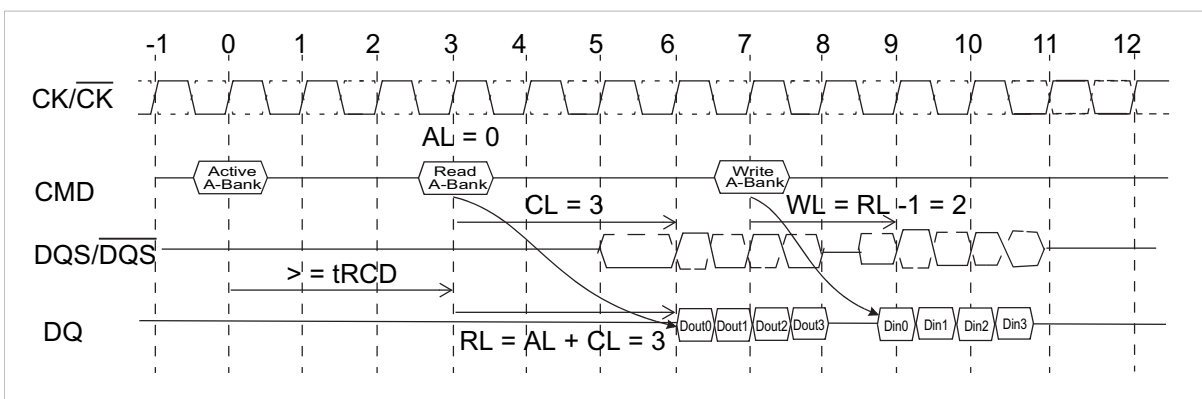 -1 0 1 2 3 4 5 6 7 8 9 10 11 12
CK/CK
AL = 0
CMD
Active
A-Bank
Read
A-Bank
Write
A-Bank
CL = 3
WL = RL -1 = 2
DQS/DQS
> = tRCD
DQ
Dout0 Dout1 Dout2 Dout3 Din0 Din1 Din2 Din3
RL = AL + CL = 3